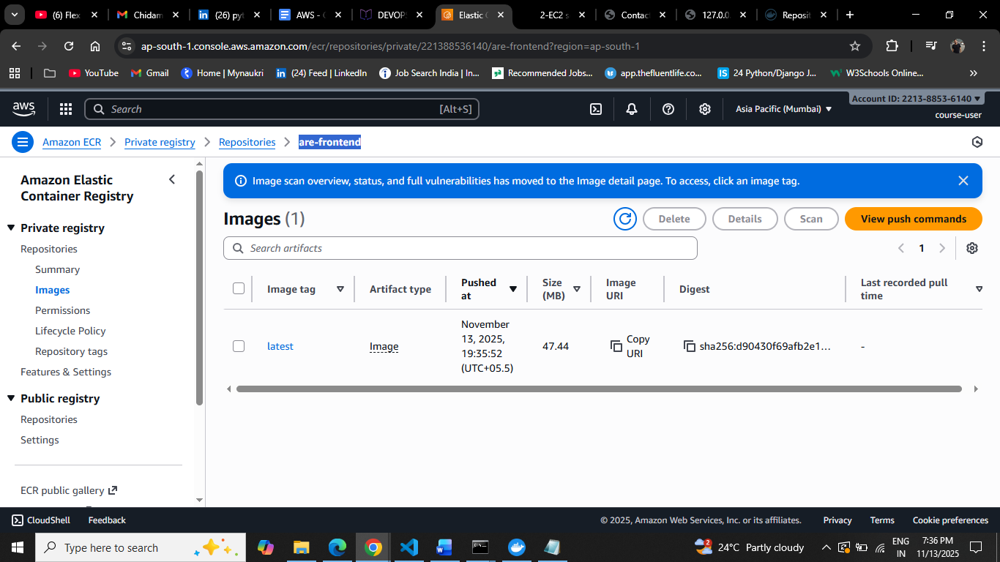 (6) Flex
Chidam
(26) pyt
AWS - C
DEVOPS
Elastic C
2-EC2 s
Contac
127.0.0.
Reposit
ap-south-1.console.aws.amazon.com/ecr/repositories/private/221388536140/are-frontend?region=ap-south-1
YouTube
Gmail
Home | Mynaukri
(24) Feed | LinkedIn
Job Search India | In...
Recommended Jobs...
app.thefluentlife.co...
24 Python/Django J...
W3Schools Online...
aws
Search
[Alt+S]
Asia Pacific (Mumbai)
Account ID: 2213-8853-6140
course-user
Amazon ECR
Private registry
Repositories
are-frontend
Amazon Elastic
Container Registry
Private registry
Repositories
Summary
Images
Permissions
Lifecycle Policy
Repository tags
Features & Settings
Public registry
Repositories
Settings
ECR public gallery
Image scan overview, status, and full vulnerabilities has moved to the Image detail page. To access, click an image tag.
Images (1)
Delete
Details
Scan
View push commands
Search artifacts
1
Image tag
Artifact type
Pushed
at
Size
(MB)
Image
URI
Digest
Last recorded pull
time
latest
Image
November
13, 2025,
19:35:52
(UTC+05.5)
47.44
Copy
URI
sha256:d90430f69afb2e1...
-
CloudShell
Feedback
© 2025, Amazon Web Services, Inc. or its affiliates.
Privacy
Terms
Cookie preferences
Type here to search
24°C Partly cloudy
ENG
IN
7:36 PM
11/13/2025